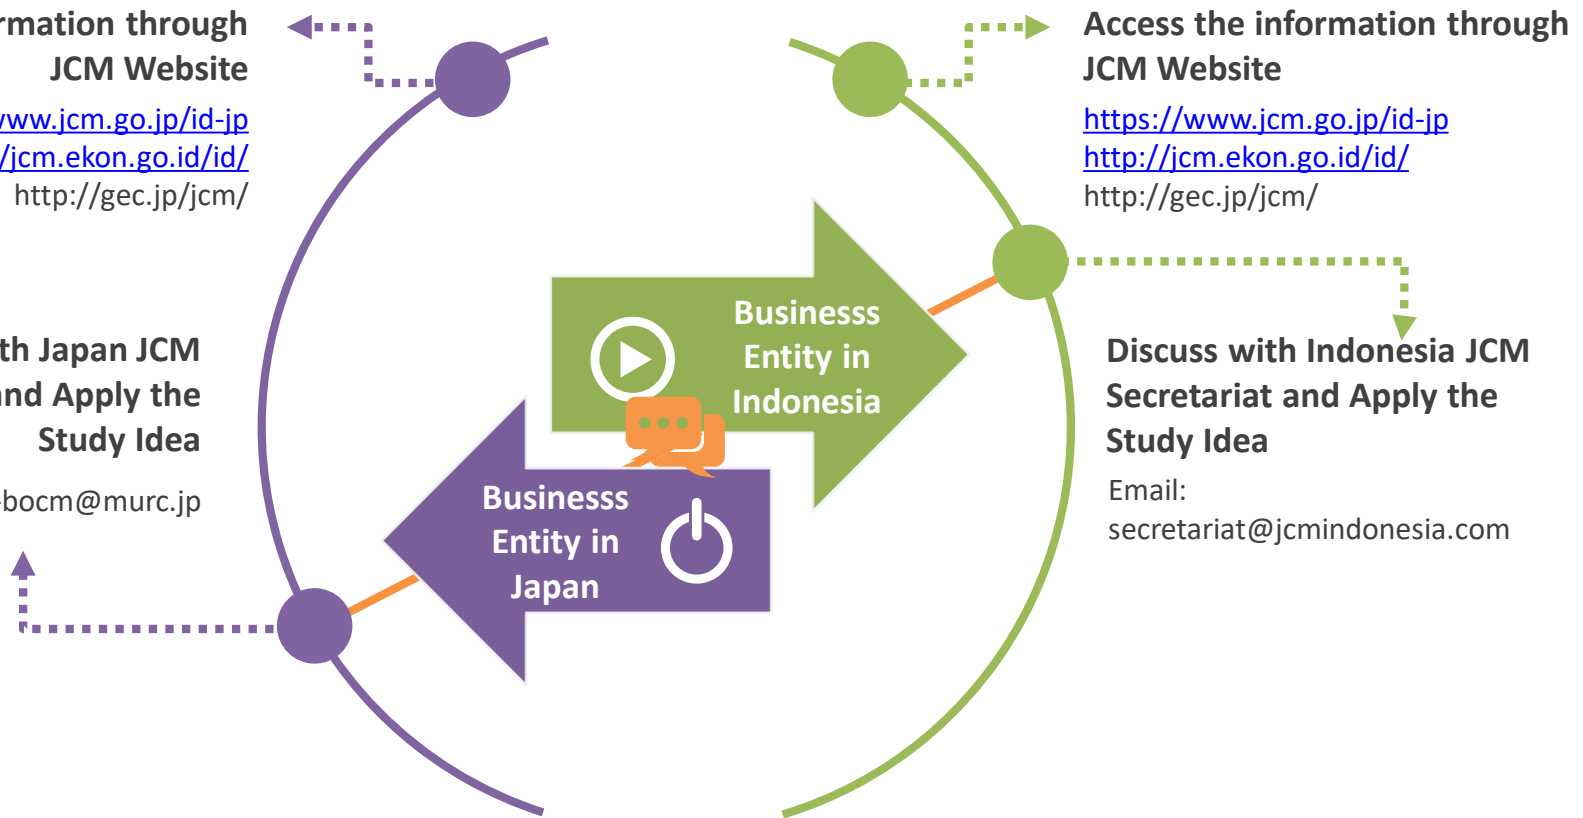 rmation through
JCM Website
www.jcm.go.jp/id-jp
/jcm.ekon.go.id/id/
http://gec.jp/jcm/
th Japan JCM
and Apply the
Study Idea
-bocm@murc.jp
Businesss
Entity in
Indonesia
Businesss
Entity in
Japan
Access the information through
JCM Website
https://www.jcm.go.jp/id-jp
http://jcm.ekon.go.id/id/
http://gec.jp/jcm/
Discuss with Indonesia JCM
Secretariat and Apply the
Study Idea
Email:
secretariat@jcmindonesia.com